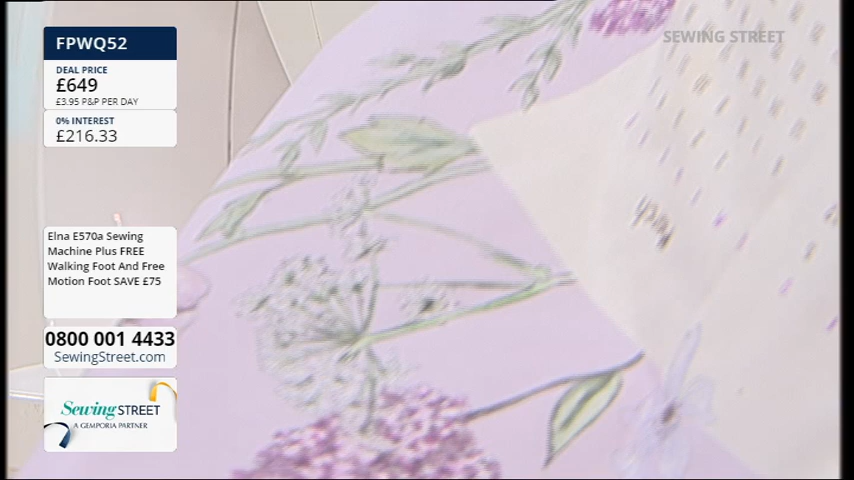 FPWQ52
DEAL PRICE
£649
£3.95 P&P PER DAY
0% INTEREST
£216.33
Elna E570a Sewing
Machine Plus FREE
Walking Foot And Free
Motion Foot SAVE £75
0800 001 4433
SewingStreet.com
Sewing STREET
A GEMPORIA PARTNER
SEWING STREET